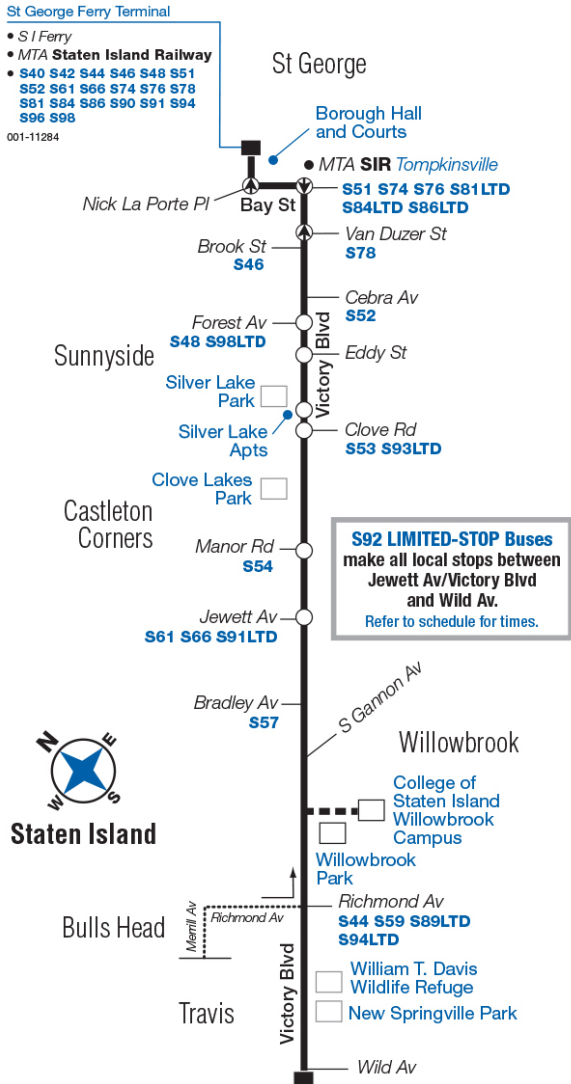 St George Ferry Terminal
• S I Ferry
• MTA Staten Island Railway
• S40 S42 S44 S46 S48 S51
S52 S61 S66 S74 S76 S78
S81 S84 S86 S90 S91 S94
S96 S98
001-11284
St George
Borough Hall
and Courts
• MTA SIR Tompkinsville
S51 S74 S76 S81LTD
S84LTD S86LTD
Nick La Porte Pl
Bay St
Van Duzer St
S78
Brook St
S46
Cebra Av
S52
Forest Av
S48 S98LTD
Victory Blvd
Eddy St
Sunnyside
Silver Lake
Park
Silver Lake
Apts
Clove Rd
S53 S93LTD
Clove Lakes
Park
Castleton
Corners
Manor Rd
S54
S92 LIMITED-STOP Buses
make all local stops between
Jewett Av/Victory Blvd
and Wild Av.
Refer to schedule for times.
Jewett Av
S61 S66 S91LTD
Bradley Av
S57
S Gannon Av
Willowbrook
N
E
W
S
Staten Island
College of
Staten Island
Willowbrook
Campus
Willowbrook
Park
Richmond Av
S44 S59 S89LTD
S94LTD
Bulls Head
Merrill Av
Richmond Av
Victory Blvd
William T. Davis
Wildlife Refuge
New Springville Park
Travis
Wild Av